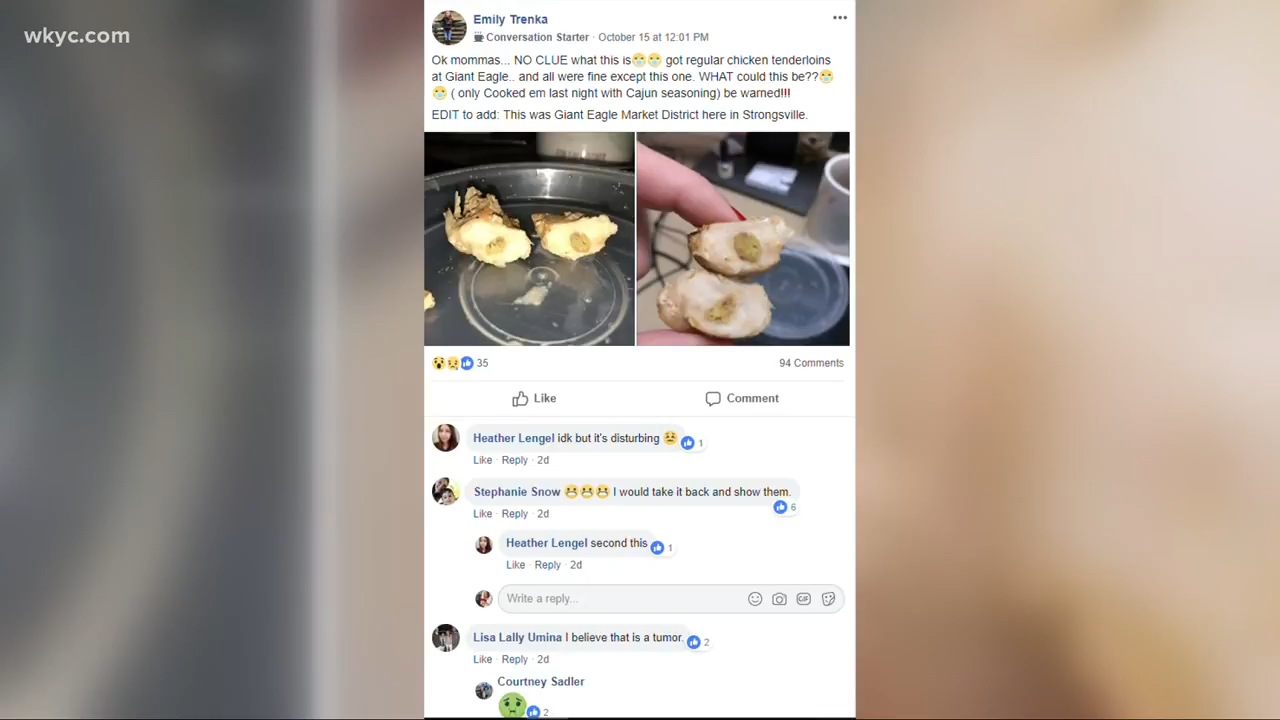 wkyc.com
Emily Trenka
Conversation Starter · October 15 at 12:01 PM
Ok mommas... NO CLUE what this is😷😷 got regular chicken tenderloins
at Giant Eagle.. and all were fine except this one. WHAT could this be??😷
😷 ( only Cooked em last night with Cajun seasoning) be warned!!!
EDIT to add: This was Giant Eagle Market District here in Strongsville.
35
94 Comments
Like
Comment
Heather Lengel idk but it's disturbing 😫 1
Like · Reply · 2d
Stephanie Snow 😬😬😬 I would take it back and show them.
6
Like · Reply · 2d
Heather Lengel second this 1
Like · Reply · 2d
Write a reply...
GIF
Lisa Lally Umina I believe that is a tumor. 2
Like · Reply · 2d
Courtney Sadler
🤢 2